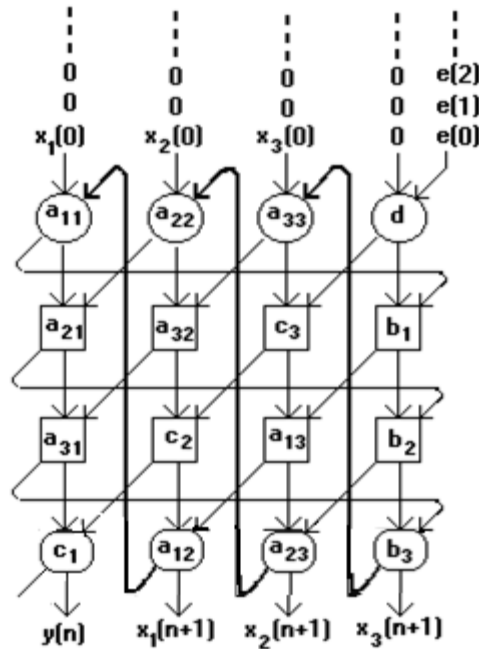 0 0 0 0 e(2)
0 0 0 0 e(1)
x₁(0) x₂(0) x₃(0) 0 e(0)
a₁₁ a₂₂ a₃₃ d
a₂₁ a₃₂ c₃ b₁
a₃₁ c₂ a₁₃ b₂
c₁ a₁₂ a₂₃ b₃
y(n) x₁(n+1) x₂(n+1) x₃(n+1)